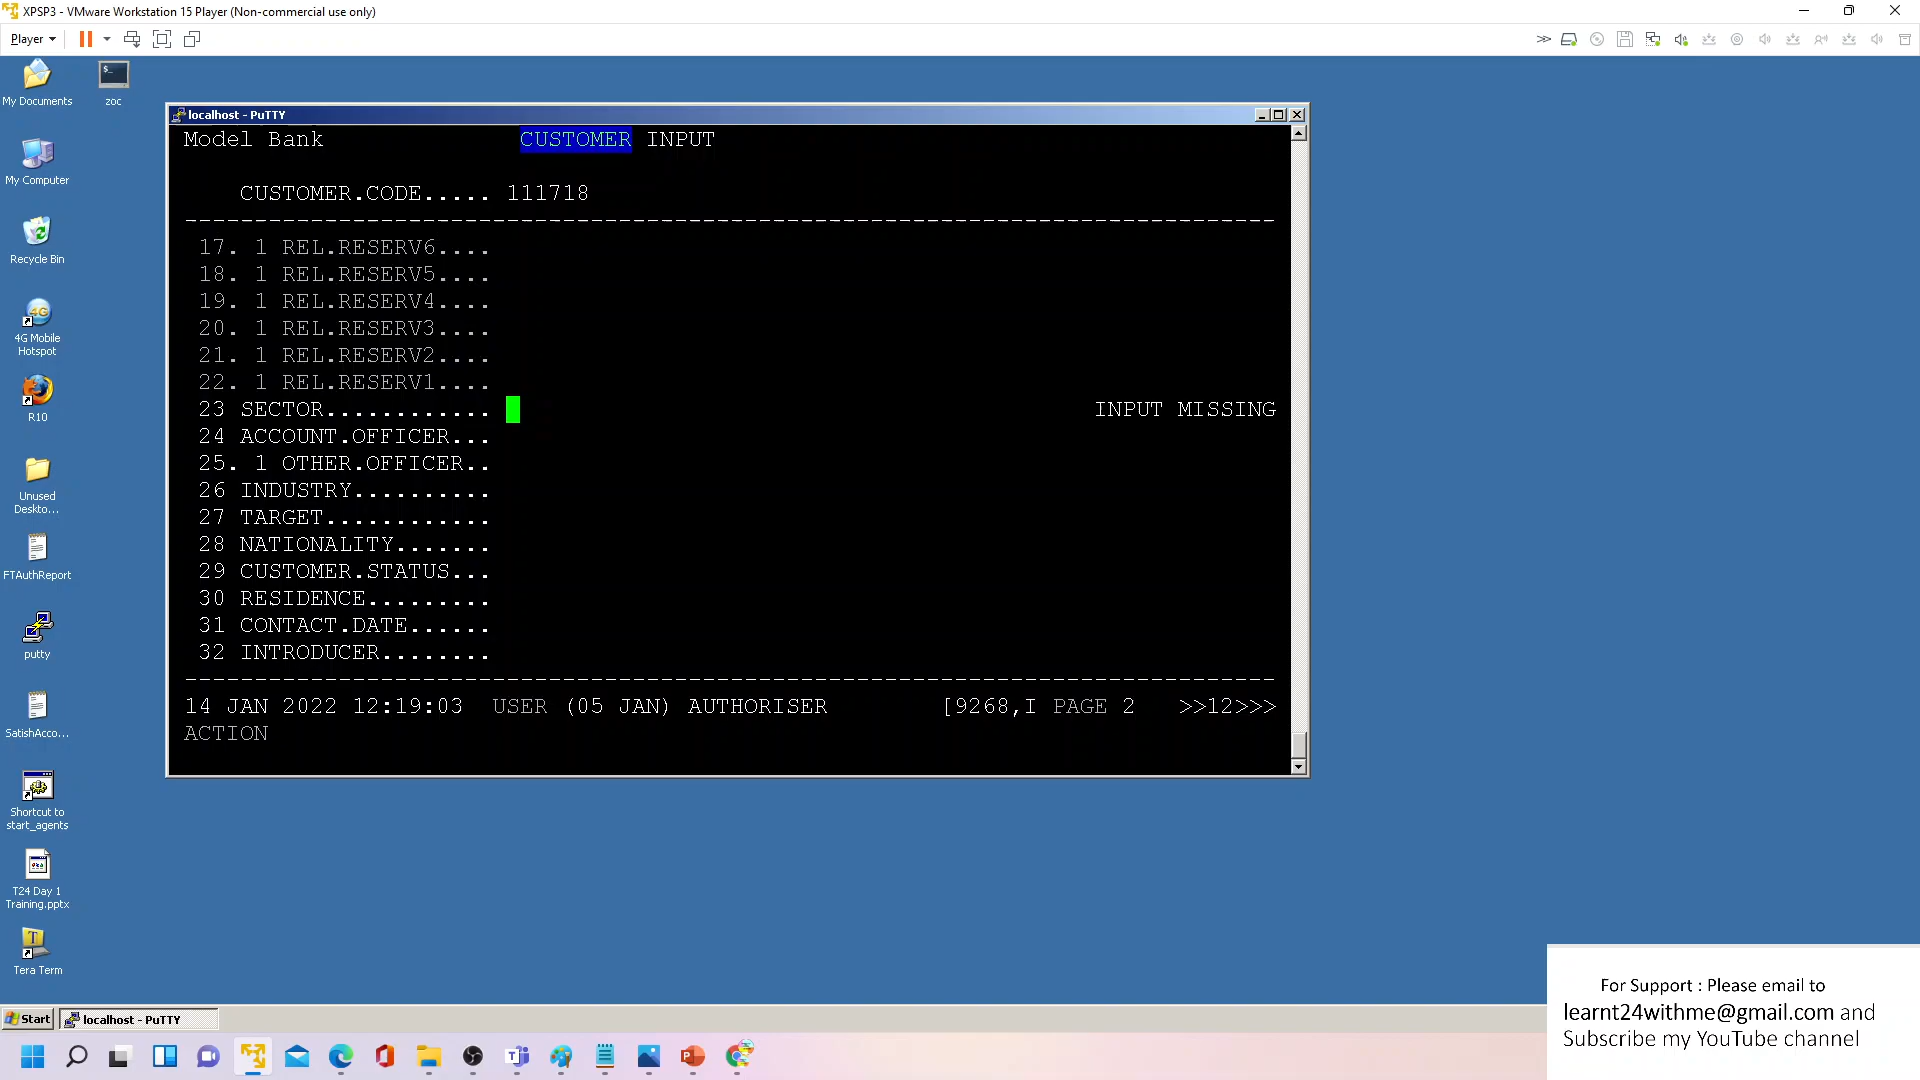 XPSP3 - VMware Workstation 15 Player (Non-commercial use only)
Player
My Documents
zoc
My Computer
Recycle Bin
4G
4G Mobile
Hotspot
R10
Unused
Deskto...
FTAuthReport
putty
SatishAcco...
Shortcut to
start_agents
T24 Day 1
Training.pptx
Tera Term
localhost - PuTTY
Model Bank CUSTOMER INPUT
CUSTOMER.CODE..... 111718
17. 1 REL.RESERV6....
18. 1 REL.RESERV5....
19. 1 REL.RESERV4....
20. 1 REL.RESERV3....
21. 1 REL.RESERV2....
22. 1 REL.RESERV1....
23 SECTOR............ INPUT MISSING
24 ACCOUNT.OFFICER...
25. 1 OTHER.OFFICER..
26 INDUSTRY..........
27 TARGET............
28 NATIONALITY.......
29 CUSTOMER.STATUS...
30 RESIDENCE.........
31 CONTACT.DATE......
32 INTRODUCER........
14 JAN 2022 12:19:03 USER (05 JAN) AUTHORISER [9268,I PAGE 2 >>12>>>
ACTION
Start
localhost - PuTTY
For Support : Please email to
learnt24withme@gmail.com and
Subscribe my YouTube channel